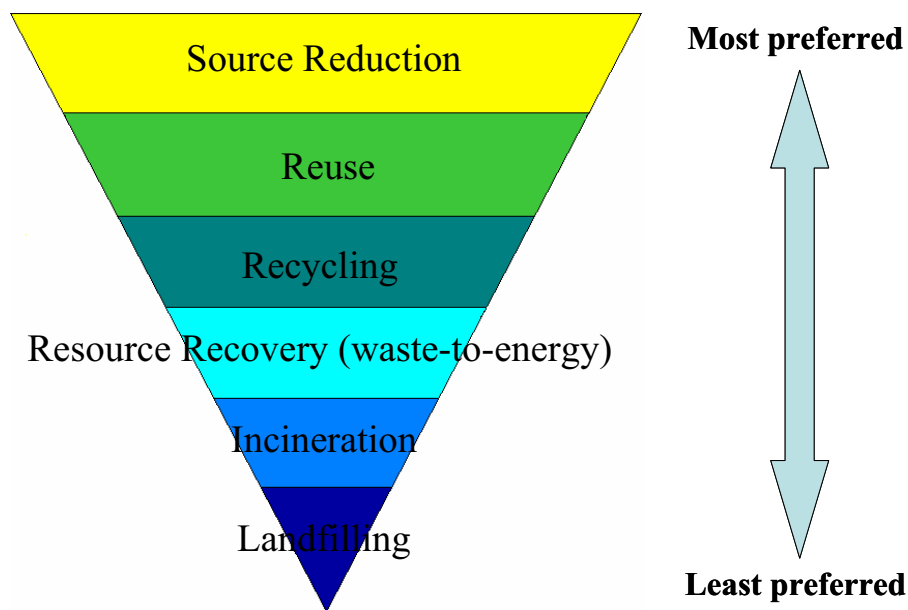 Source Reduction
Reuse
Recycling
Resource Recovery (waste-to-energy)
Incineration
Landfilling
Most preferred
Least preferred